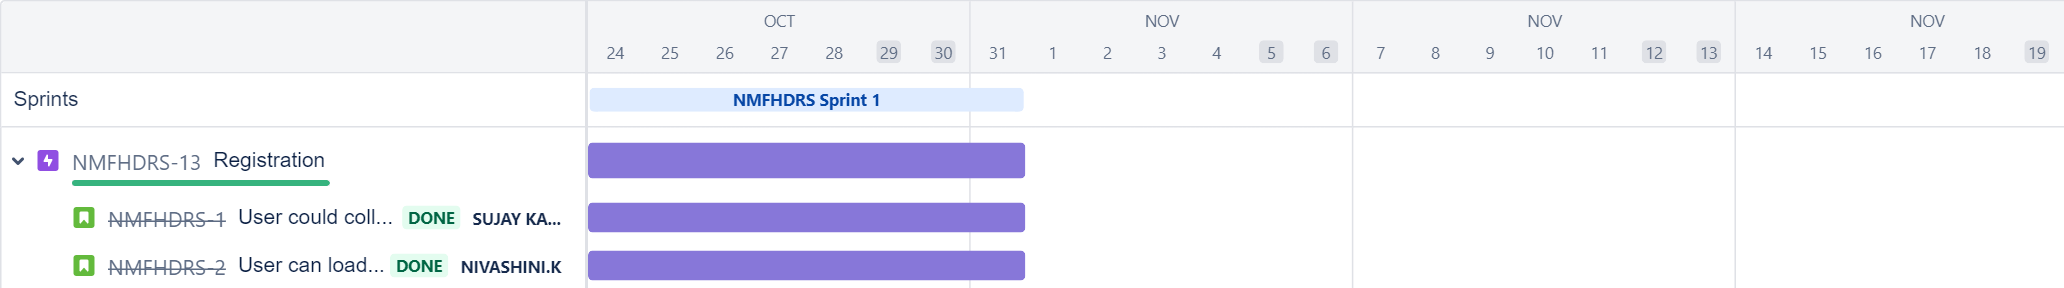 OCT NOV NOV NOV
24 25 26 27 28 29 30 31 1 2 3 4 5 6 7 8 9 10 11 12 13 14 15 16 17 18 19
Sprints NMFHDRS Sprint 1
NMFHDRS-13 Registration
NMFHDRS-1 User could coll... DONE SUJAY KA...
NMFHDRS-2 User can load... DONE NIVASHINI.K